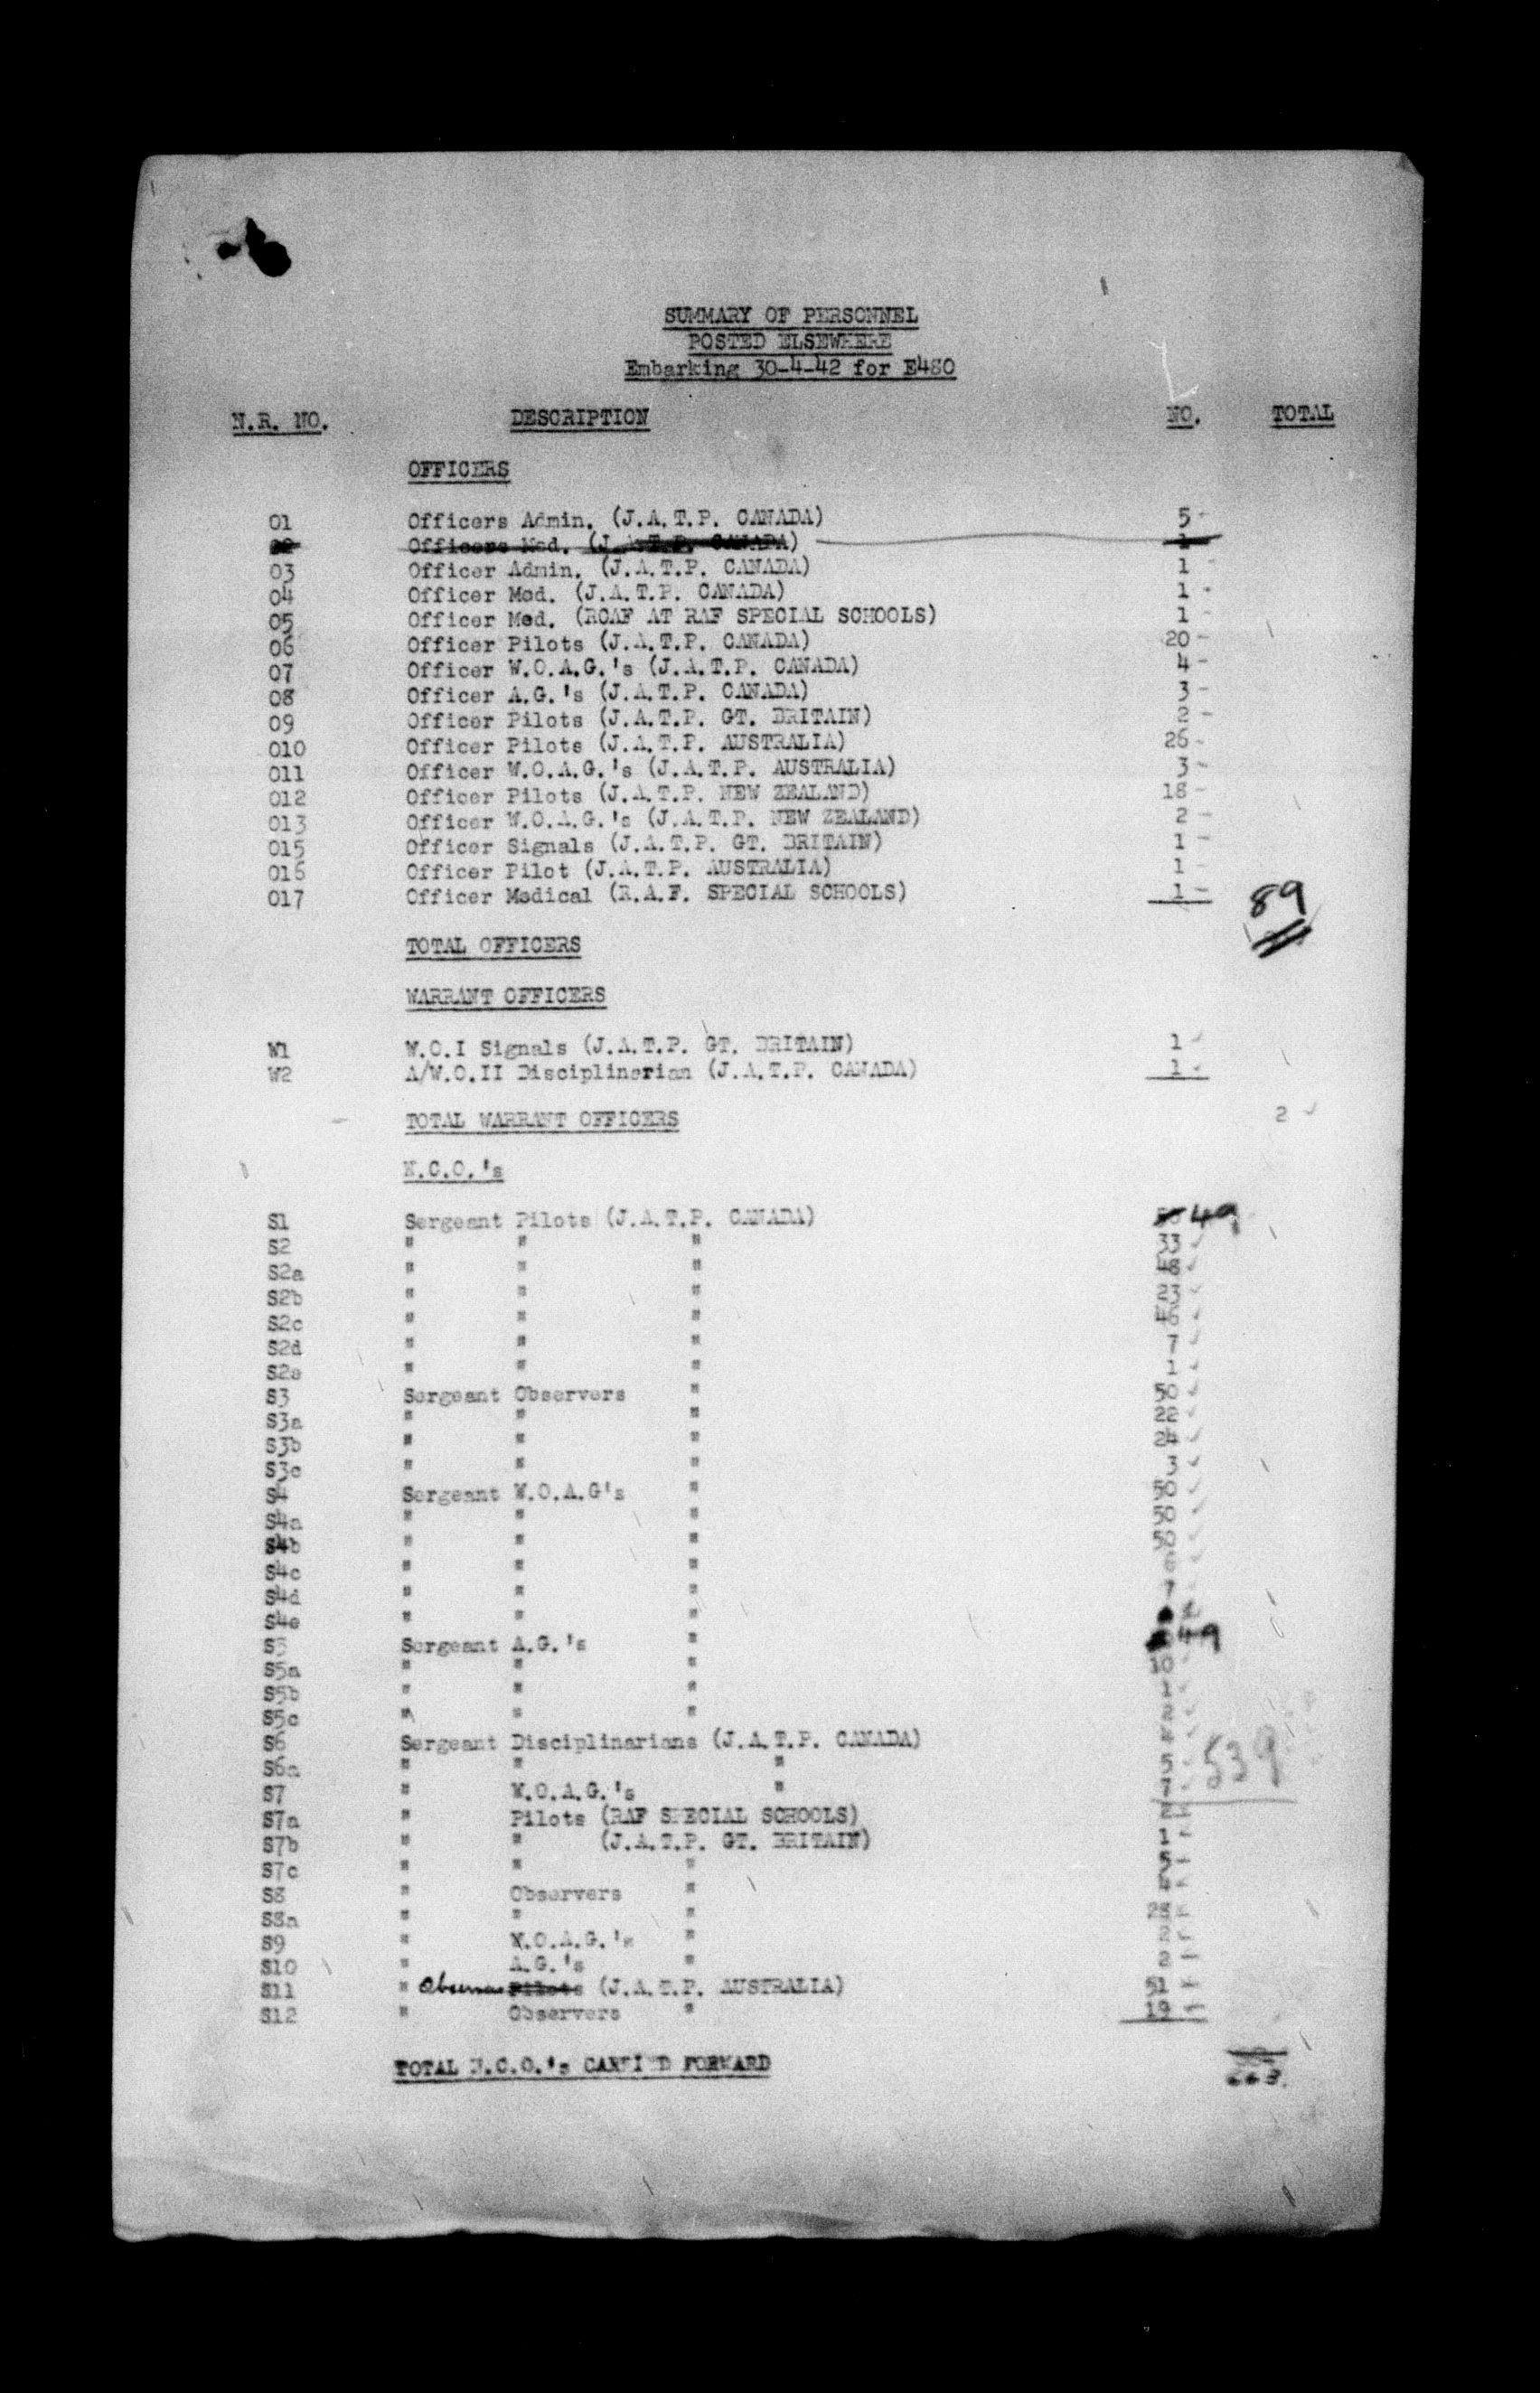 SUMMARY OF PERSONNEL
POSTED ELSEWHERE
Embarking 30-4-42 for E480
N.R. NO. DESCRIPTION NO. TOTAL
OFFICERS
01 Officers Admin. (J.A.T.P. CANADA) 5 -
Officers Med. (J.A.T.P. CANADA) 1
03 Officer Admin. (J.A.T.P. CANADA) 1 -
04 Officer Med. (J.A.T.P. CANADA) 1 -
05 Officer Med. (RCAF AT RAF SPECIAL SCHOOLS) 1 -
06 Officer Pilots (J.A.T.P. CANADA) 20 -
07 Officer W.O.A.G.'s (J.A.T.P. CANADA) 4 -
08 Officer A.G.'s (J.A.T.P. CANADA) 3 -
09 Officer Pilots (J.A.T.P. GT. BRITAIN) 2 -
010 Officer Pilots (J.A.T.P. AUSTRALIA) 26 -
011 Officer W.O.A.G.'s (J.A.T.P. AUSTRALIA) 3 -
012 Officer Pilots (J.A.T.P. NEW ZEALAND) 18 -
013 Officer W.O.A.G.'s (J.A.T.P. NEW ZEALAND) 2 -
015 Officer Signals (J.A.T.P. GT. BRITAIN) 1 -
016 Officer Pilot (J.A.T.P. AUSTRALIA) 1 -
017 Officer Medical (R.A.F. SPECIAL SCHOOLS) 1 - 89
TOTAL OFFICERS
WARRANT OFFICERS
W1 W.O.I Signals (J.A.T.P. GT. BRITAIN) 1 ✓
W2 A/W.O.II Disciplinarian (J.A.T.P. CANADA) 1 ✓
TOTAL WARRANT OFFICERS 2 ✓
N.C.O.'s
S1 Sergeant Pilots (J.A.T.P. CANADA) 49
S2 " " " 33 ✓
S2a " " " 48 ✓
S2b " " " 23 ✓
S2c " " " 46 ✓
S2d " " " 7 ✓
S2e " " " 1 ✓
S3 Sergeant Observers " 50 ✓
S3a " " " 22 ✓
S3b " " " 24 ✓
S3c " " " 3 ✓
S4 Sergeant W.O.A.G's " 50 ✓
S4a " " " 50 ✓
S4b " " " 50 ✓
S4c " " " 6 ✓
S4d " " " 7 ✓
S4e " " "
S5 Sergeant A.G.'s " 49
S5a " " " 10
S5b " " " 1
S5c " " "
S6 Sergeant Disciplinarians (J.A.T.P. CANADA)
S6a " " " 5 539
S7 " W.O.A.G.'s "
S7a " Pilots (RAF SPECIAL SCHOOLS)
S7b " " (J.A.T.P. GT. BRITAIN) 1 -
S7c " " " 5 -
S8 " Observers "
S8a " " " 28
S9 " W.O.A.G.'s " 2
S10 " A.G.'s " 2 -
S11 " Pilots (J.A.T.P. AUSTRALIA) 51 -
S12 " Observers " 19 -
TOTAL N.C.O.'s CARRIED FORWARD